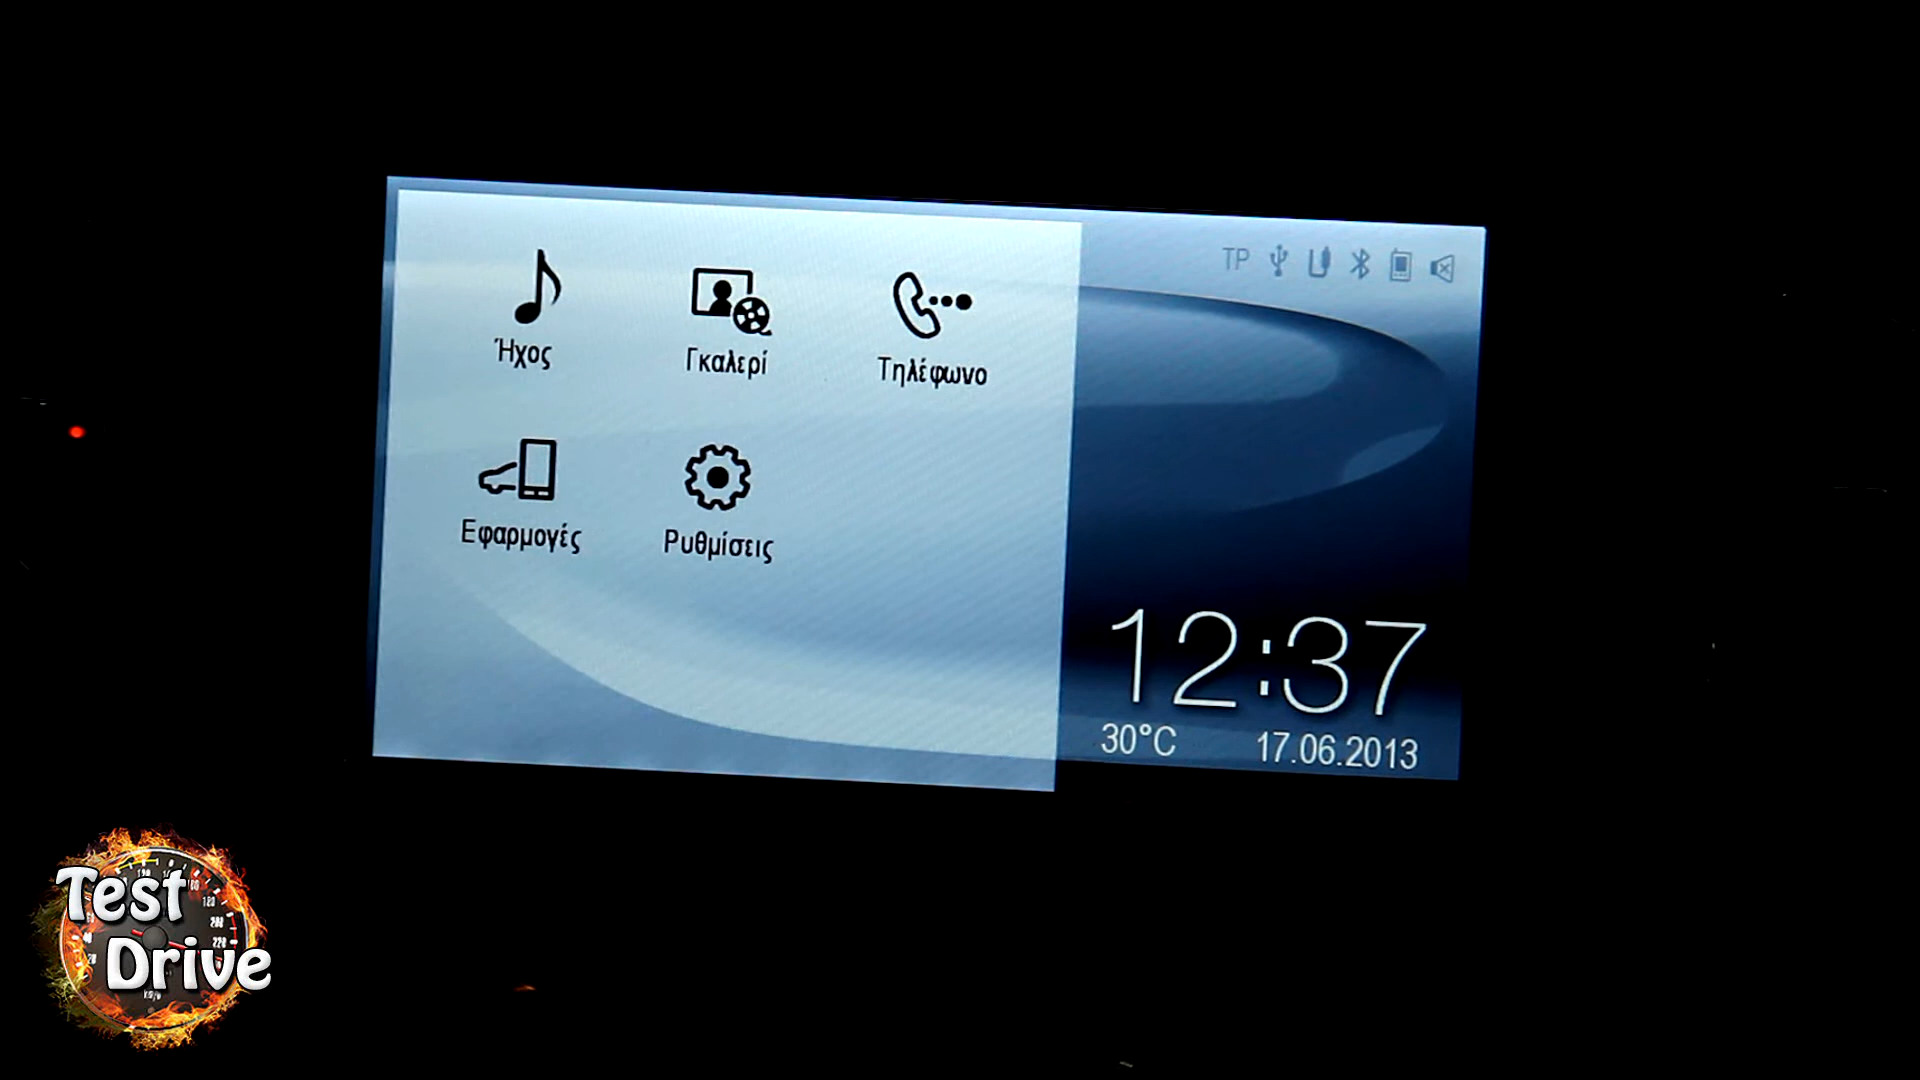 TP
Ήχος
Γκαλερί
Τηλέφωνο
Εφαρμογές
Ρυθμίσεις
12:37
30°C
17.06.2013
Test
Drive